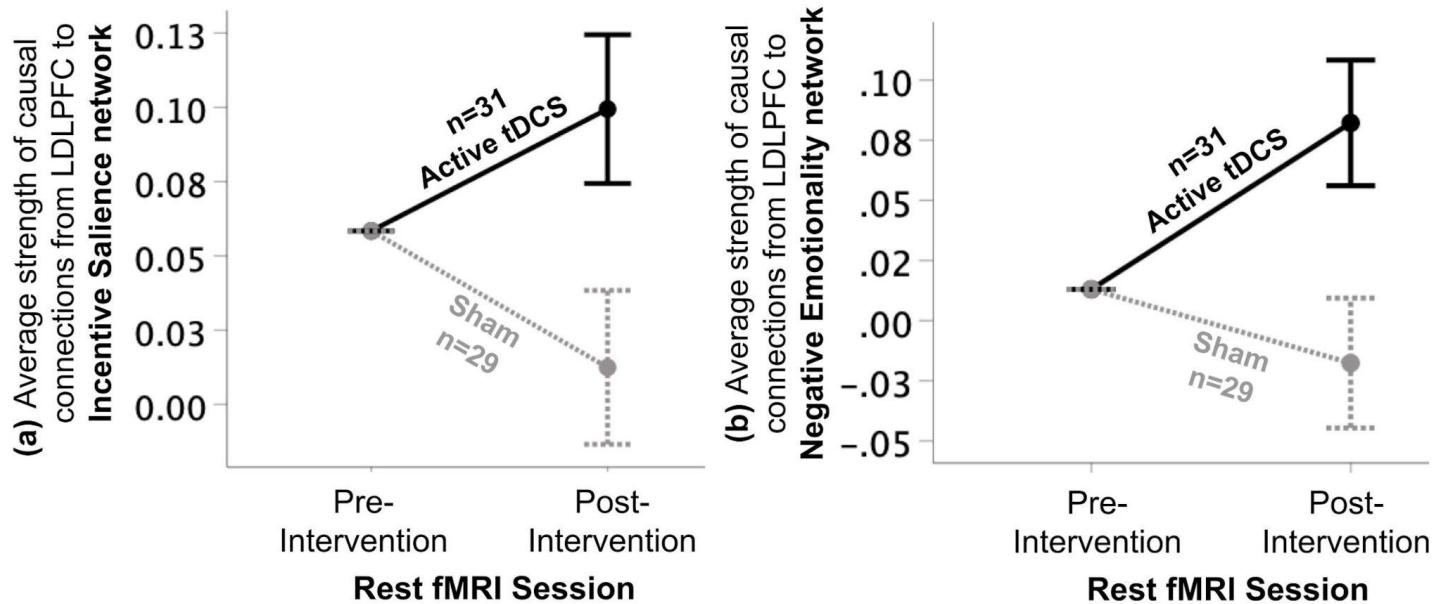 (a) Average strength of causal
connections from LDLPFC to
Incentive Salience network
0.13
0.10
0.08
0.05
0.03
0.00
n=31
Active tDCS
Sham
n=29
Pre-
Intervention
Post-
Intervention
Rest fMRI Session
(b) Average strength of causal
connections from LDLPFC to
Negative Emotionality network
.10
.08
.05
.02
.00
-.03
-.05
n=31
Active tDCS
Sham
n=29
Pre-
Intervention
Post-
Intervention
Rest fMRI Session